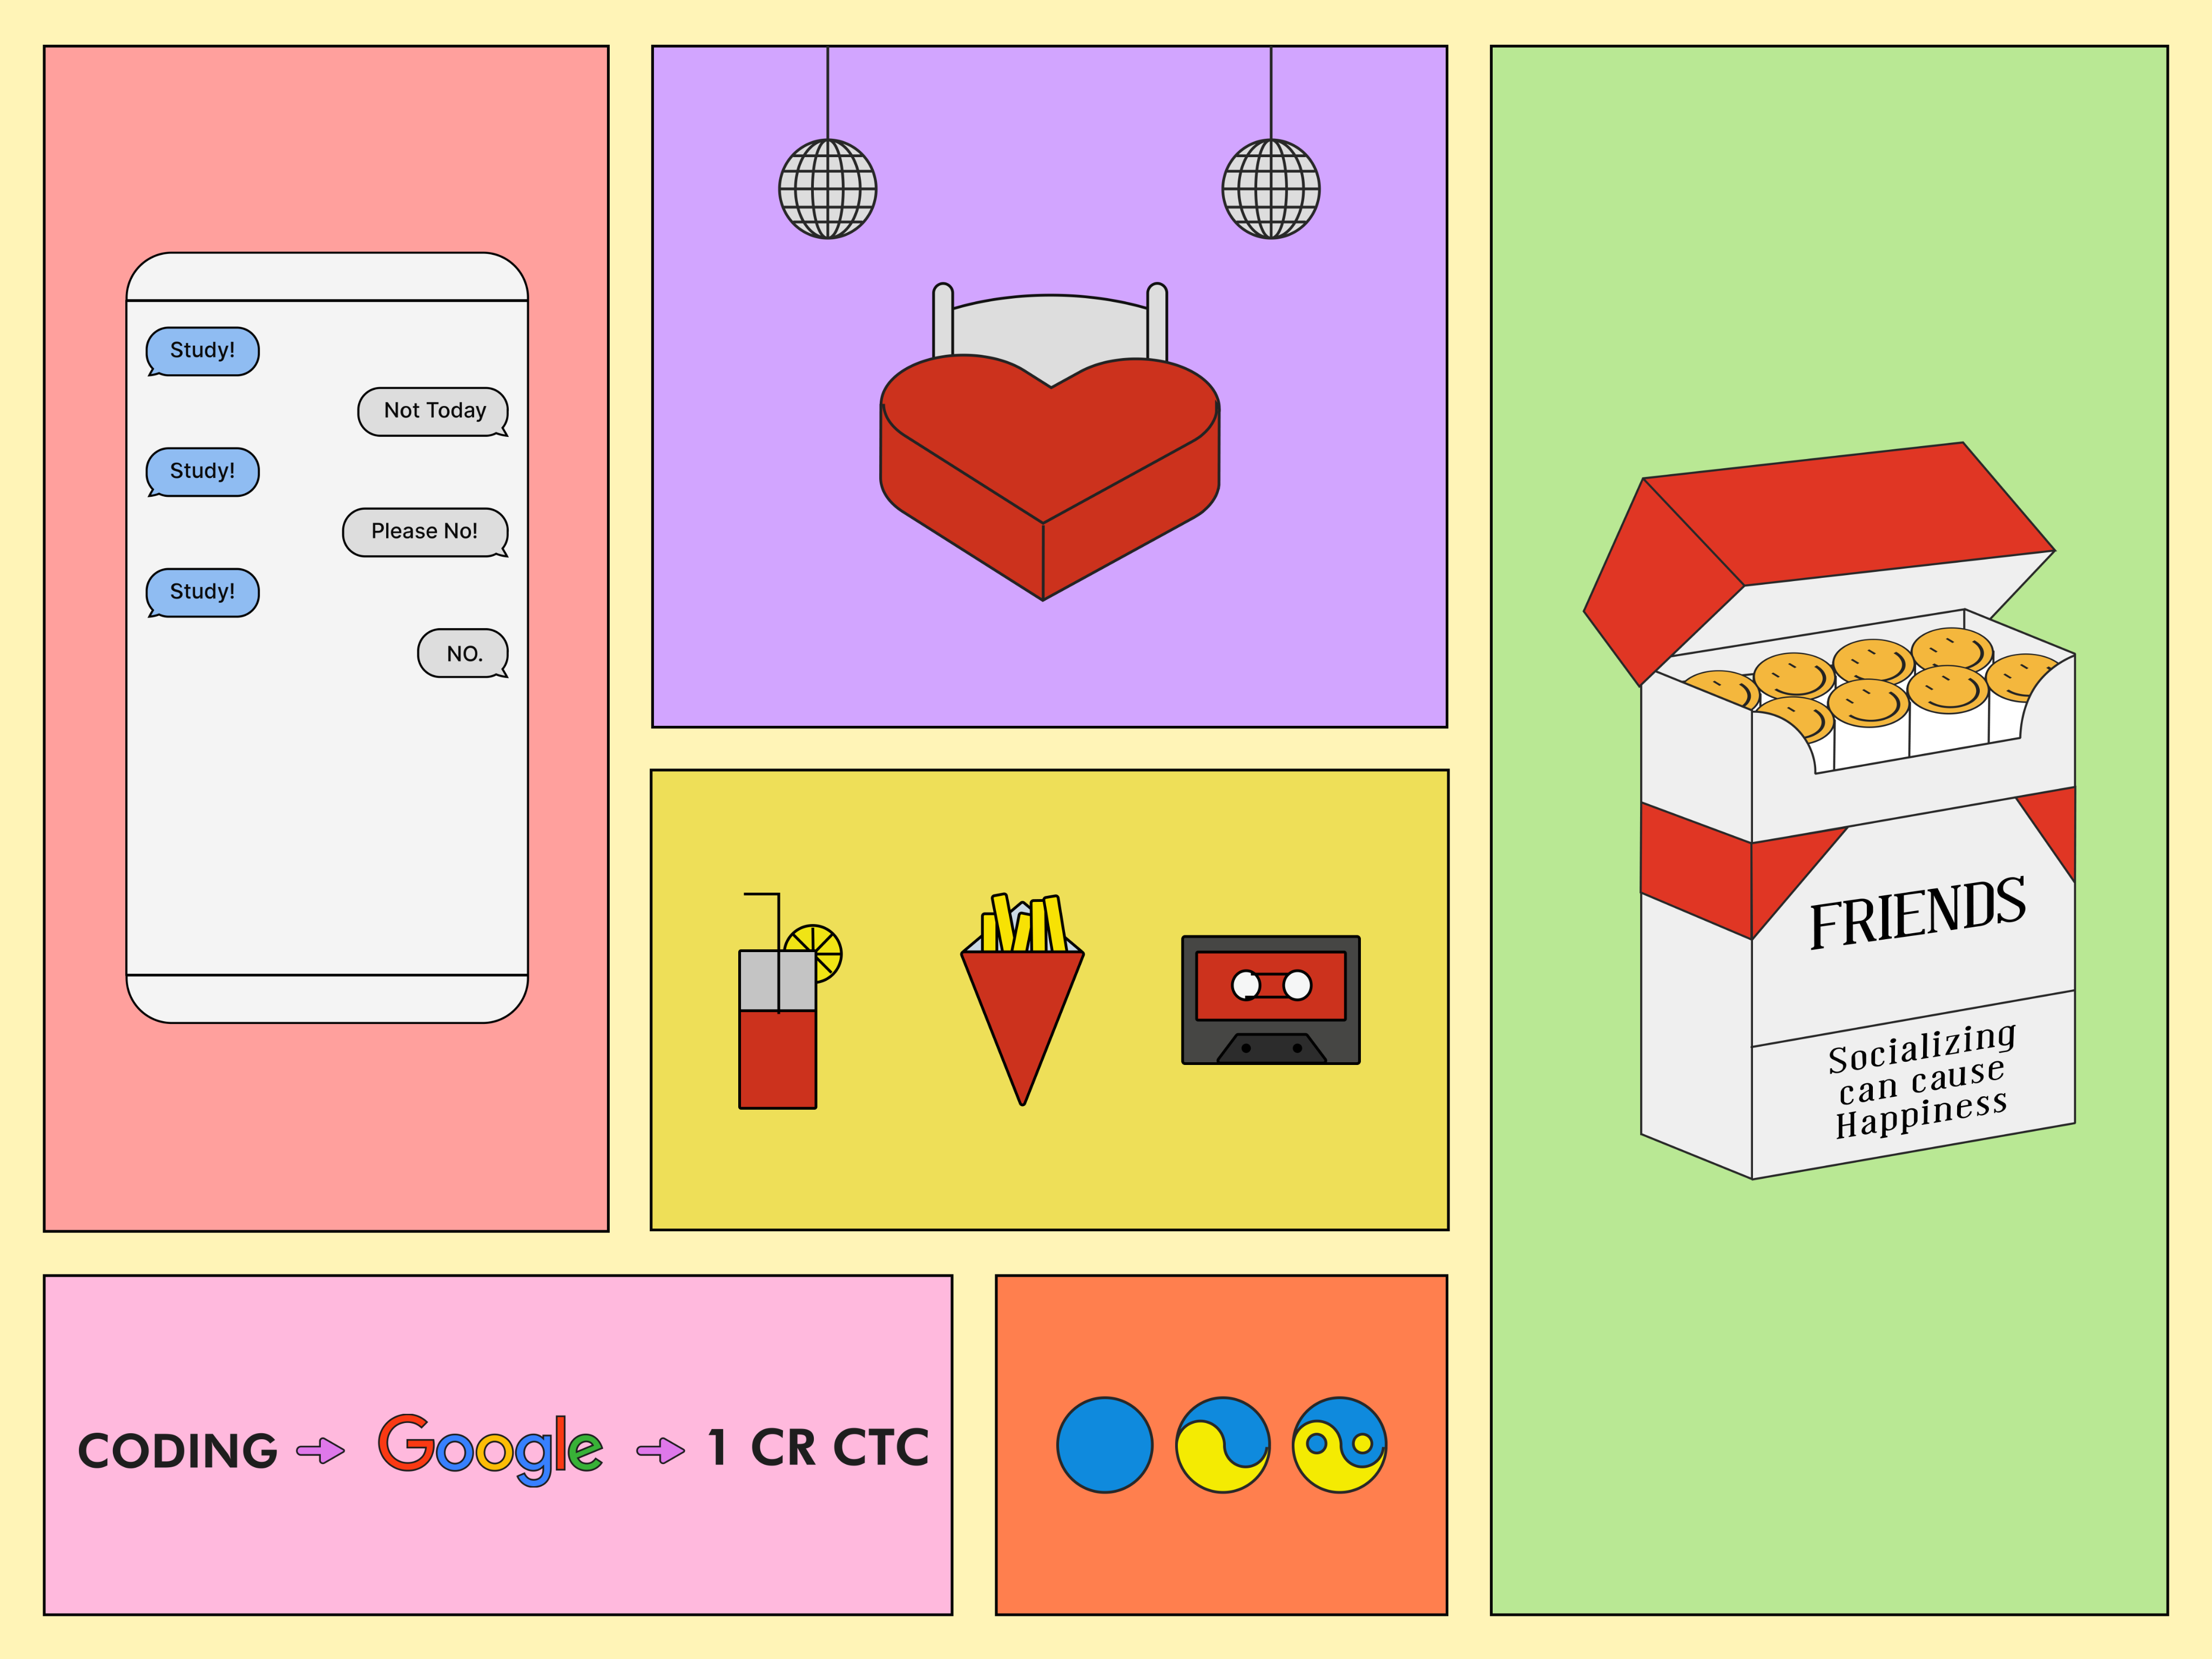 Study!
Not Today
Study!
Please No!
Study!
NO.
FRIENDS
Socializing
can cause
Happiness
CODING Google 1 CR CTC